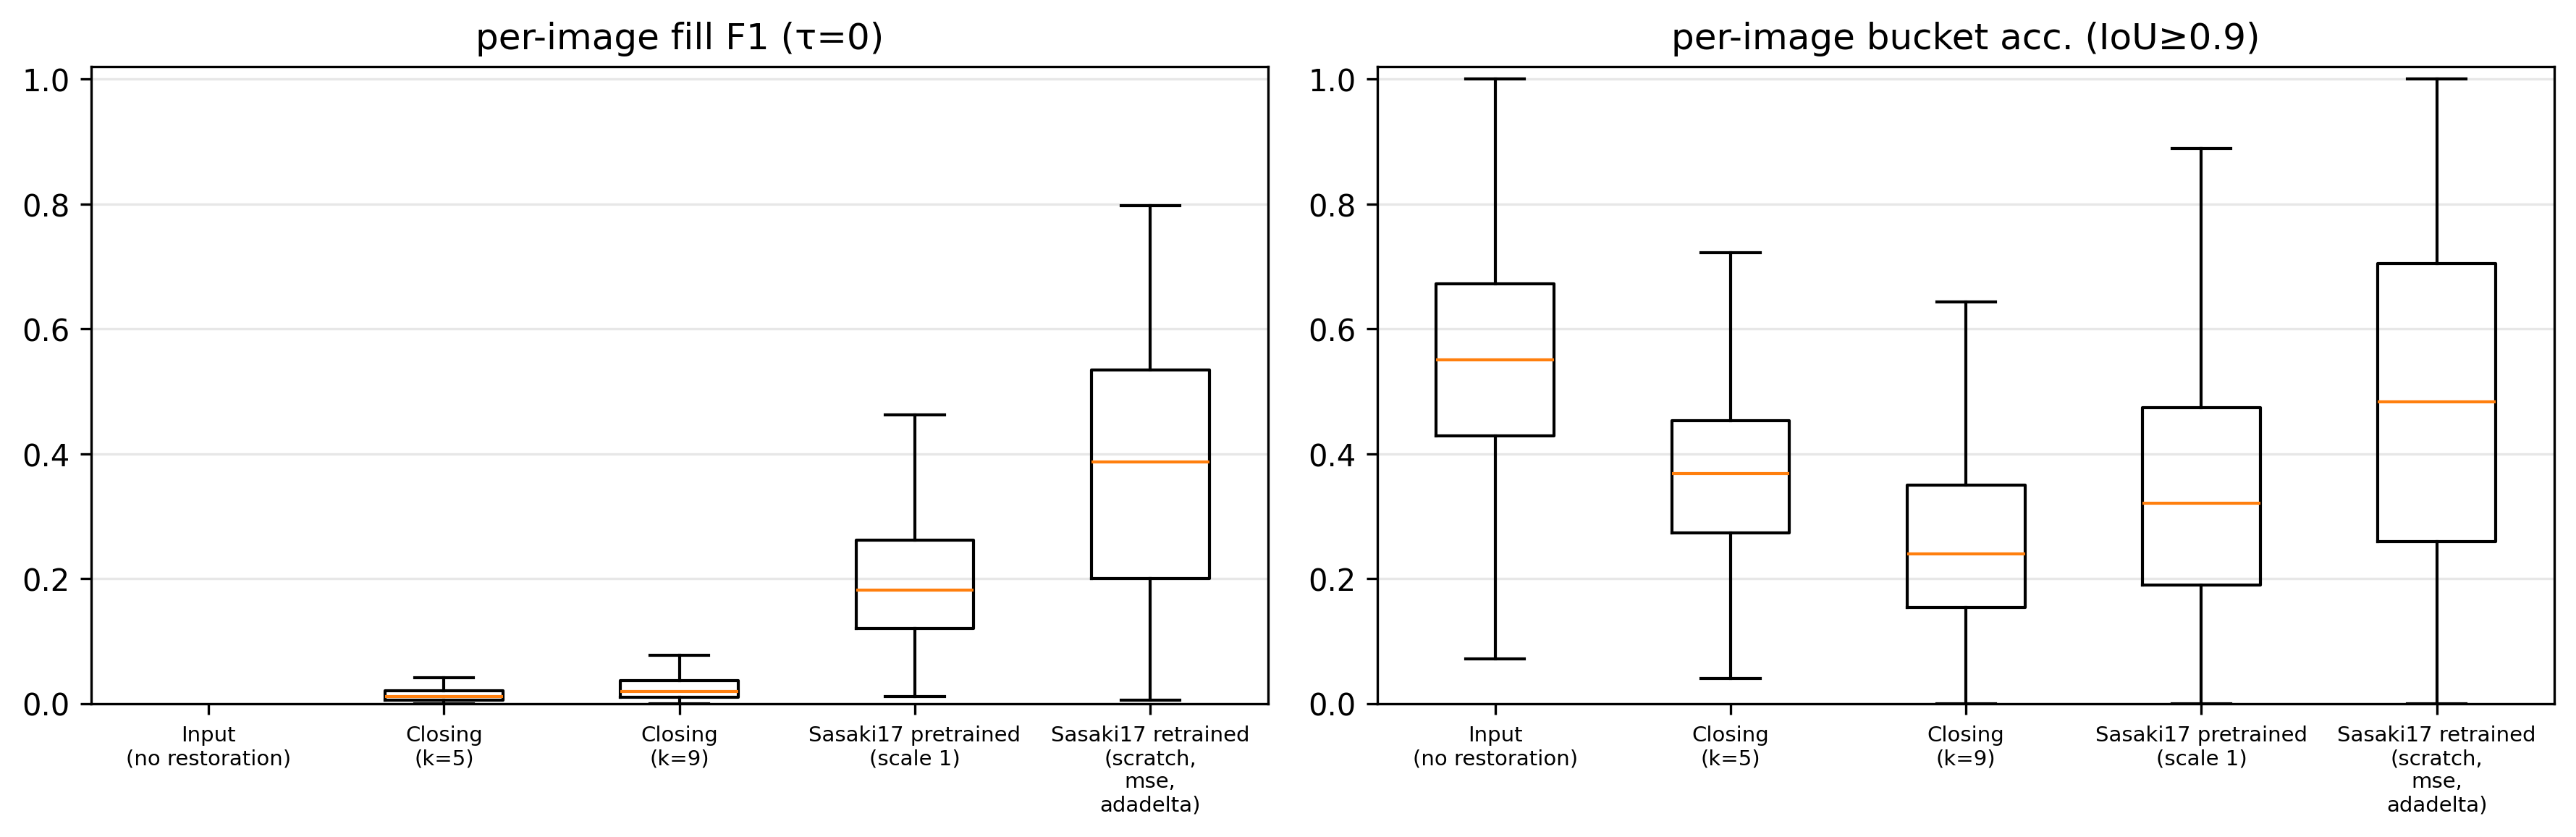 per-image fill F1 (τ=0)
1.0
0.8
0.6
0.4
0.2
0.0
Input
(no restoration)
Closing
(k=5)
Closing
(k=9)
Sasaki17 pretrained
(scale 1)
Sasaki17 retrained
(scratch,
mse,
adadelta)
per-image bucket acc. (IoU≥0.9)
1.0
0.8
0.6
0.4
0.2
0.0
Input
(no restoration)
Closing
(k=5)
Closing
(k=9)
Sasaki17 pretrained
(scale 1)
Sasaki17 retrained
(scratch,
mse,
adadelta)